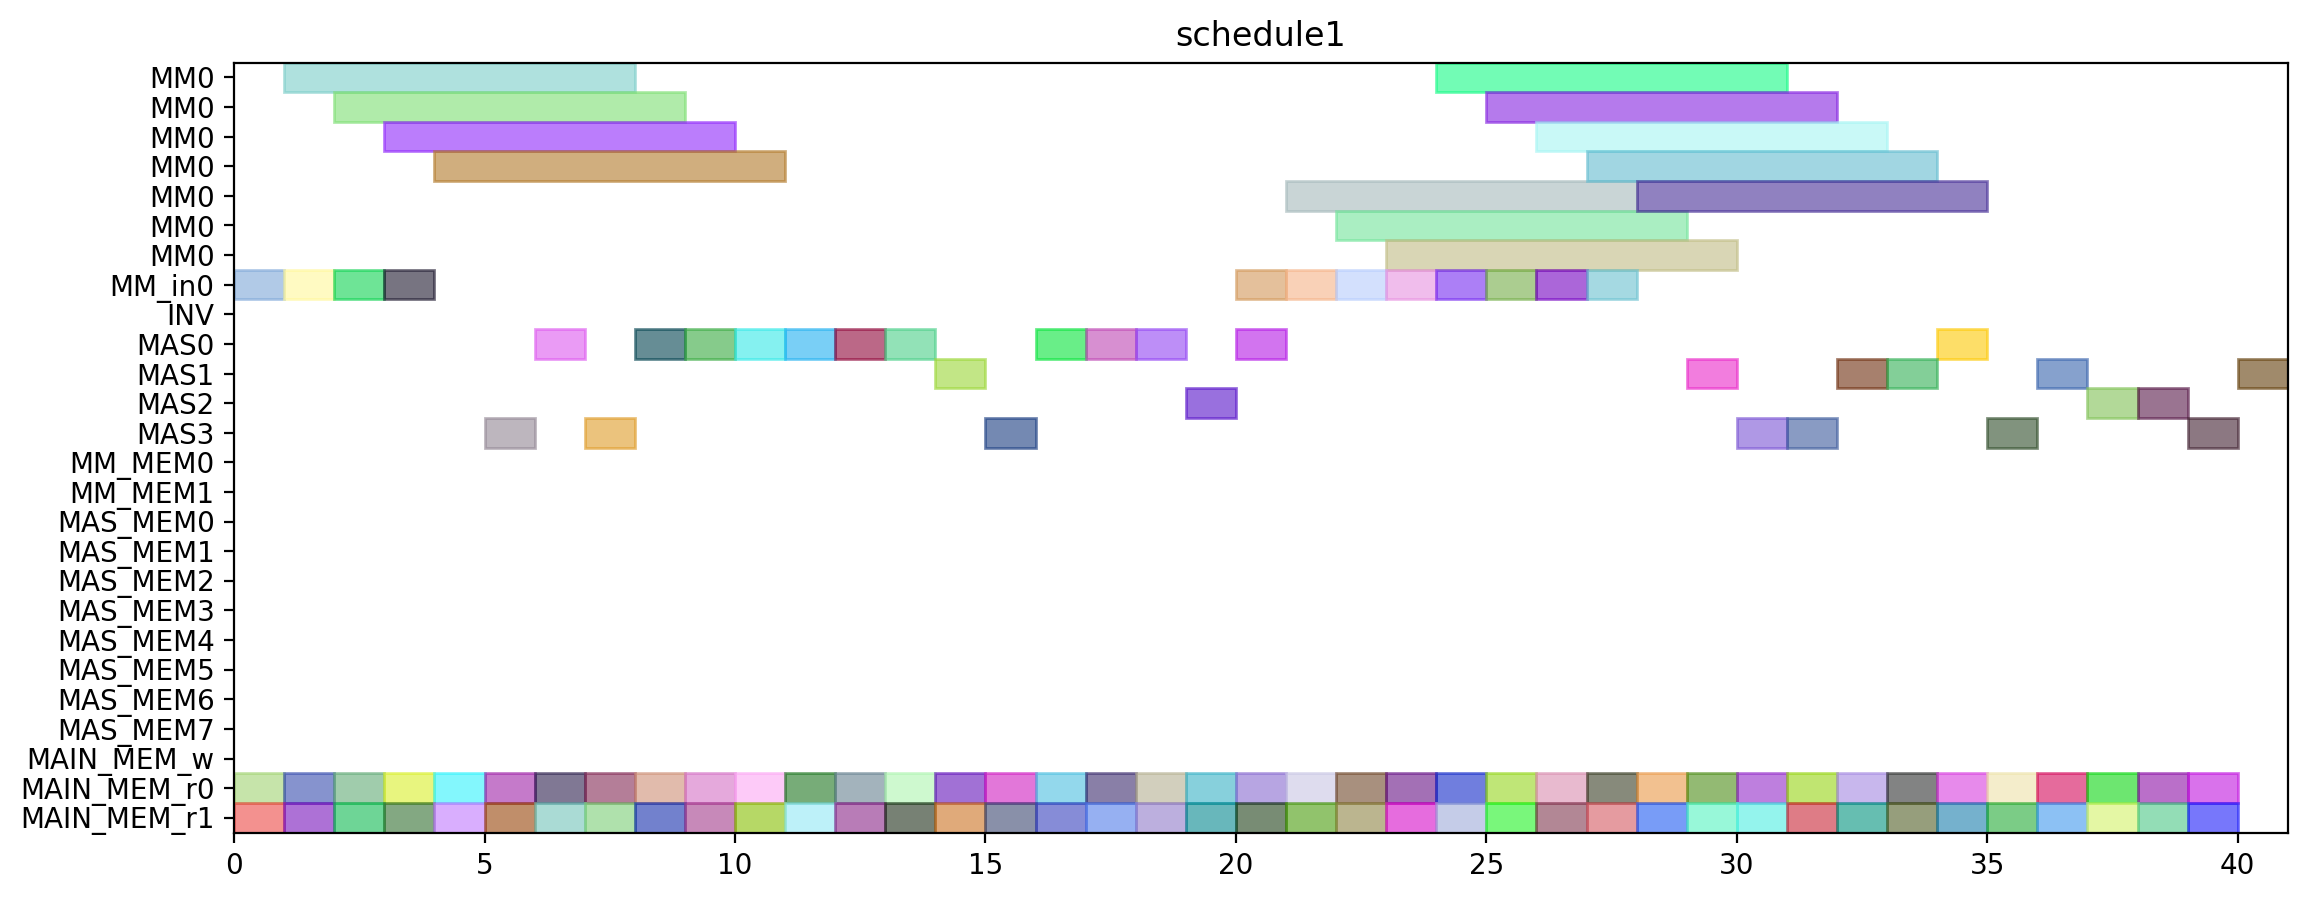 schedule1
MM0
MM0
MM0
MM0
MM0
MM0
MM0
MM_in0
INV
MAS0
MAS1
MAS2
MAS3
MM_MEM0
MM_MEM1
MAS_MEM0
MAS_MEM1
MAS_MEM2
MAS_MEM3
MAS_MEM4
MAS_MEM5
MAS_MEM6
MAS_MEM7
MAIN_MEM_w
MAIN_MEM_r0
MAIN_MEM_r1
0 5 10 15 20 25 30 35 40